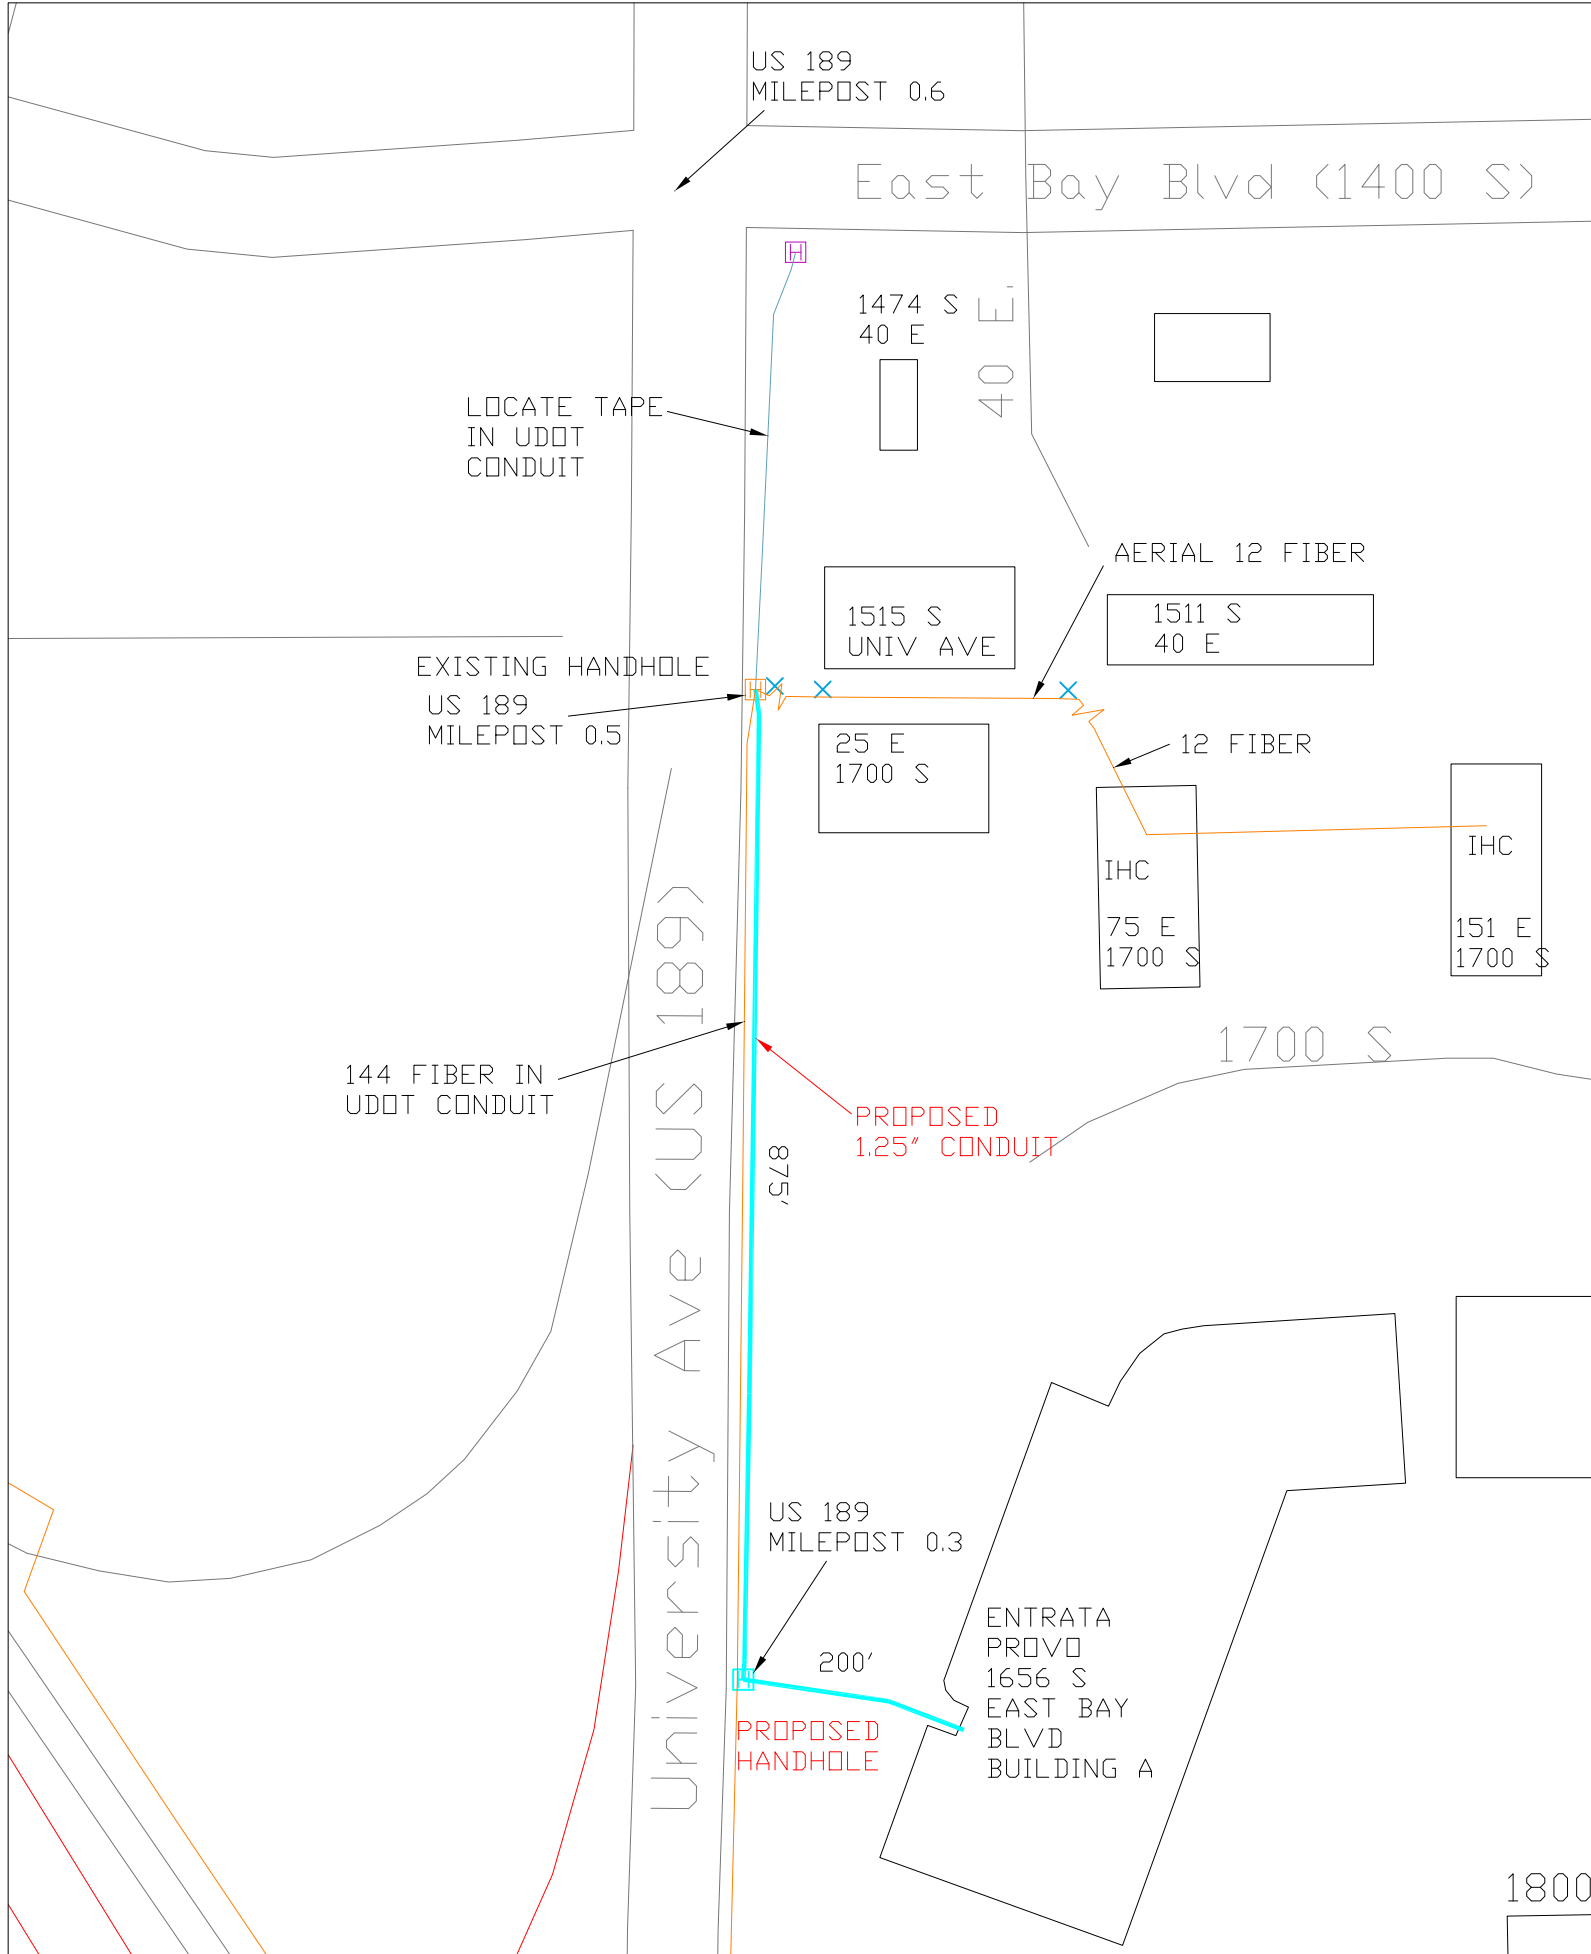 US 189
MILEPOST 0.6
East Bay Blvd (1400 S)
H
1474 S
40 E
40 E.
LOCATE TAPE
IN UDOT
CONDUIT
AERIAL 12 FIBER
1515 S
UNIV AVE
1511 S
40 E
EXISTING HANDHOLE
H
US 189
MILEPOST 0.5
25 E
1700 S
12 FIBER
IHC
75 E
1700 S
IHC
151 E
1700 S
University Ave (US 189)
1700 S
144 FIBER IN
UDOT CONDUIT
PROPOSED
1.25" CONDUIT
875'
US 189
MILEPOST 0.3
200'
H
PROPOSED
HANDHOLE
ENTRATA
PROVO
1656 S
EAST BAY
BLVD
BUILDING A
1800